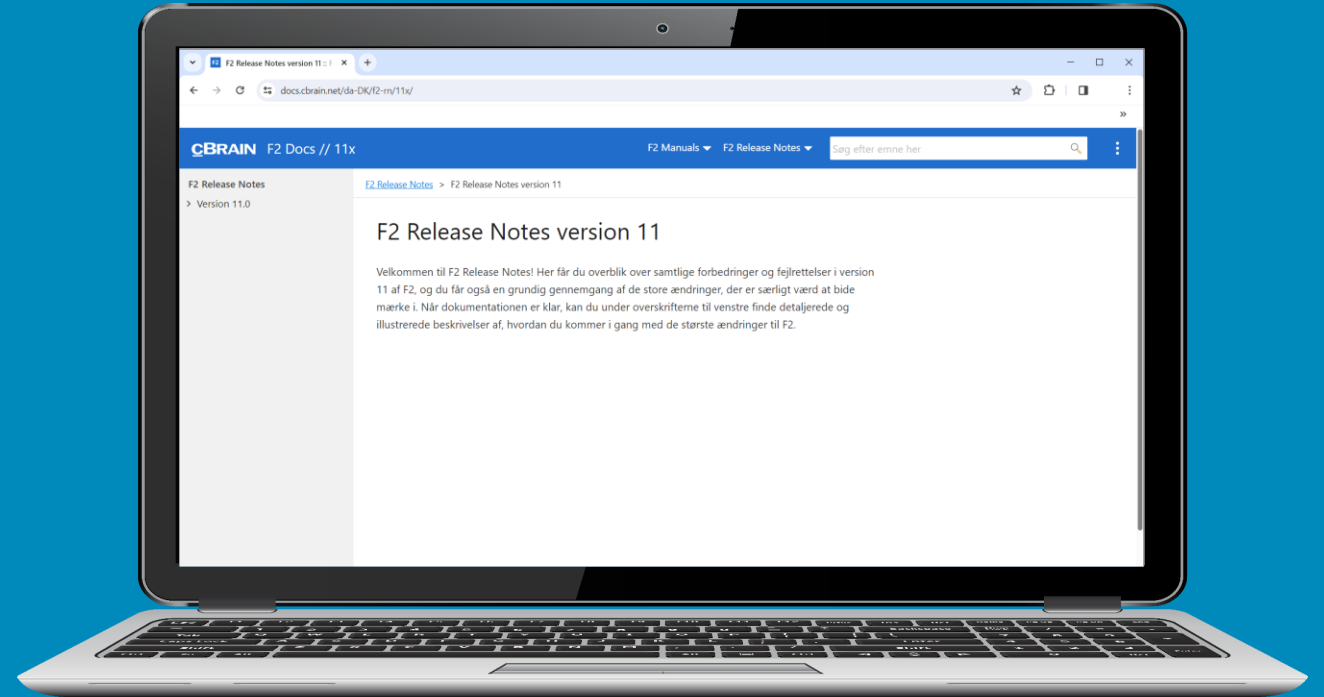 F2 Release Notes version 11 ::
docs.cbrain.net/da-DK/f2-rn/11x/
CBRAIN F2 Docs // 11x
F2 Manuals F2 Release Notes Søg efter emne her
F2 Release Notes
Version 11.0
F2 Release Notes > F2 Release Notes version 11
F2 Release Notes version 11
Velkommen til F2 Release Notes! Her får du overblik over samtlige forbedringer og fejlrettelser i version
11 af F2, og du får også en grundig gennemgang af de store ændringer, der er særligt værd at bide
mærke i. Når dokumentationen er klar, kan du under overskrifterne til venstre finde detaljerede og
illustrerede beskrivelser af, hvordan du kommer i gang med de største ændringer til F2.